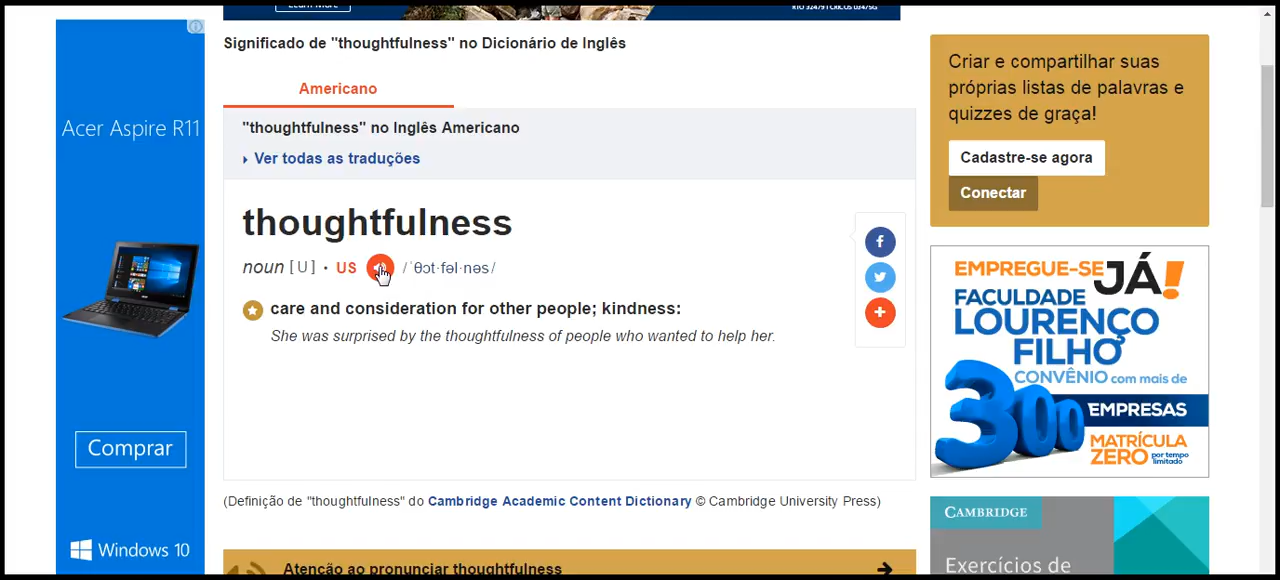 Significado de "thoughtfulness" no Dicionário de Inglês
Americano
"thoughtfulness" no Inglês Americano
Ver todas as traduções
thoughtfulness
noun [U] • US /ˈθɔt·fəl·nəs/
care and consideration for other people; kindness:
She was surprised by the thoughtfulness of people who wanted to help her.
(Definição de "thoughtfulness" do Cambridge Academic Content Dictionary © Cambridge University Press)
Atenção ao pronunciar thoughtfulness
Acer Aspire R11
Comprar
Windows 10
Criar e compartilhar suas
próprias listas de palavras e
quizzes de graça!
Cadastre-se agora
Conectar
EMPREGUE-SE JÁ!
FACULDADE
LOURENÇO
FILHO
CONVÊNIO com mais de
300 EMPRESAS
MATRÍCULA
ZERO por tempo
limitado
CAMBRIDGE
Exercícios de